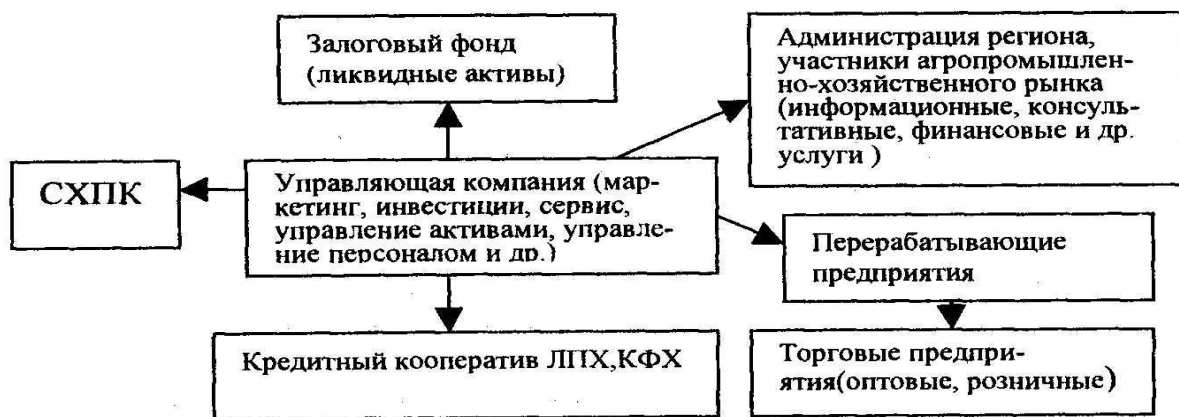 Залоговый фонд
(ликвидные активы)
Администрация региона,
участники агропромышлен-
но-хозяйственного рынка
(информационные, консуль-
тативные, финансовые и др.
услуги )
СХПК
Управляющая компания (мар-
кетинг, инвестиции, сервис,
управление активами, управле-
ние персоналом и др.)
Перерабатывающие
предприятия
Кредитный кооператив ЛПХ,КФХ
Торговые предпри-
ятия(оптовые, розничные)